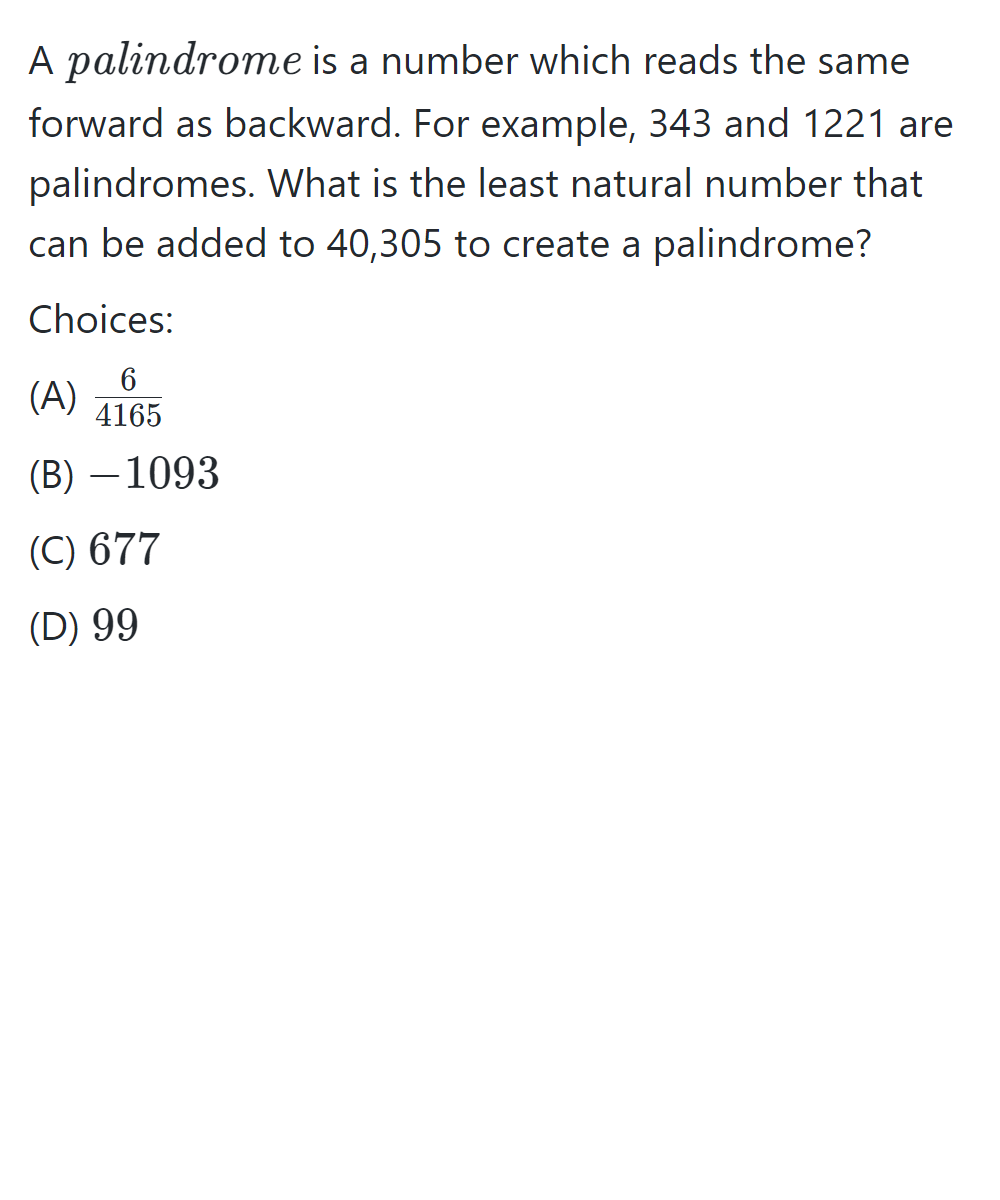 A palindrome is a number which reads the same
forward as backward. For example, 343 and 1221 are
palindromes. What is the least natural number that
can be added to 40,305 to create a palindrome?
Choices:
(A) \frac{6}{4165}
(B) −1093
(C) 677
(D) 99